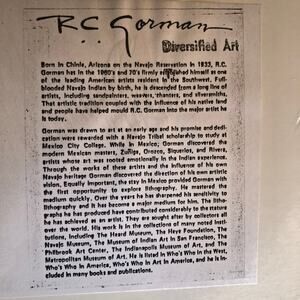 R.C. Gorman
Diversified Art
Born in Chinle, Arizona on the Navajo Reservation in 1933, R.C.
Gorman has in the 1960's and 70's firmly established himself as one
of the leading American artists resident in the Southwest. Full-
blooded Navajo Indian by birth, he is descended from a long line of
artists, including sandpainters, weavers, chanters, and silversmiths.
That artistic tradition coupled with the influence of his native land
and people have helped mould R.C. Gorman into the major artist he
is today.
Gorman was drawn to art at an early age and his promise and dedi-
cation were rewarded with a Navajo Tribal scholarship to study at
Mexico City College. While in Mexico, Gorman discovered the
modern Mexican masters, Zuñiga, Orozco, Siqueiros, and Rivera,
artists whose art was rooted emotionally in the Indian experience.
Through the works of these artists and the influence of his own
Navajo heritage Gorman discovered the direction of his own artistic
vision. Equally important, the stay in Mexico provided Gorman with
the first opportunity to explore lithography. He mastered the
medium quickly. Over the years he has sharpened his sensitivity to
lithography and it has become a major medium for him. The litho-
graphs he has produced have contributed considerably to the stature
he has achieved as an artist. They are sought after by collectors all
over the world. His work is in the collections of many noted insti-
tutions, including The Heard Museum, The Heye Foundation, The
Navajo Museum, The Museum of Indian Art in San Francisco, The
Philbrook Art Center, The Indianapolis Museum of Art, and The
Metropolitan Museum of Art. He is listed in Who's Who in the West,
Who's Who in America, Who's Who in Art in America, and he is in-
cluded in many books and publications.